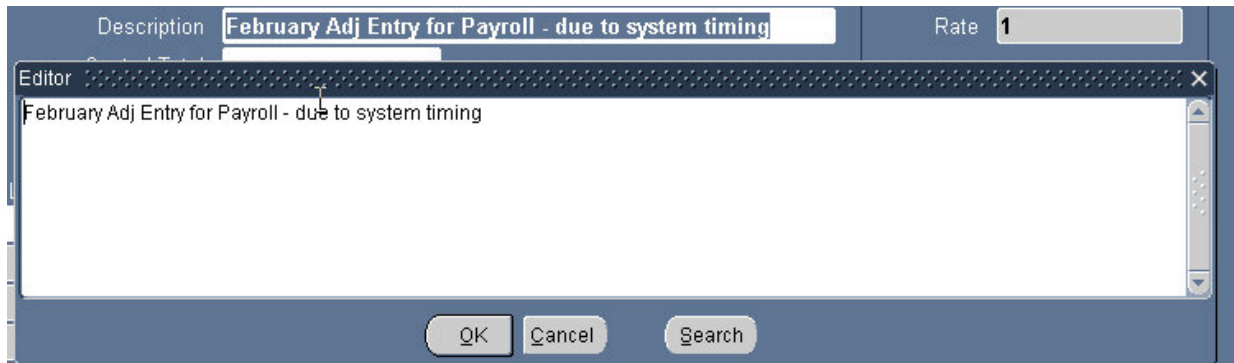 Description February Adj Entry for Payroll - due to system timing Rate 1
Editor
February Adj Entry for Payroll - due to system timing
OK Cancel Search